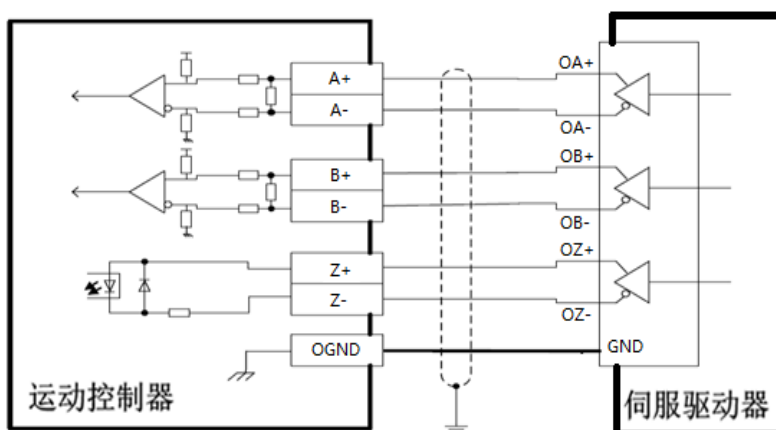 A+
A-
B+
B-
Z+
Z-
OGND
运动控制器
OA+
OA-
OB+
OB-
OZ+
OZ-
GND
伺服驱动器